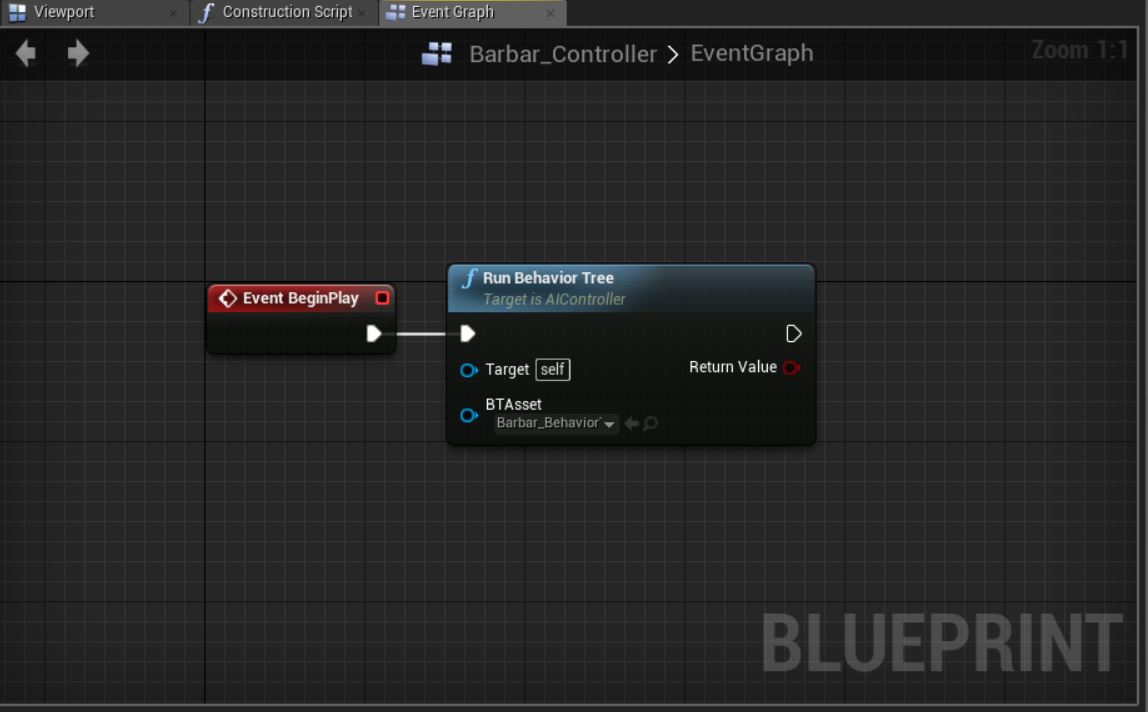 Viewport
Construction Script
Event Graph
Barbar_Controller > EventGraph
Zoom 1:1
Event BeginPlay
f Run Behavior Tree
Target is AIController
Target self
Return Value
BTAsset
Barbar_Behavior
BLUEPRINT